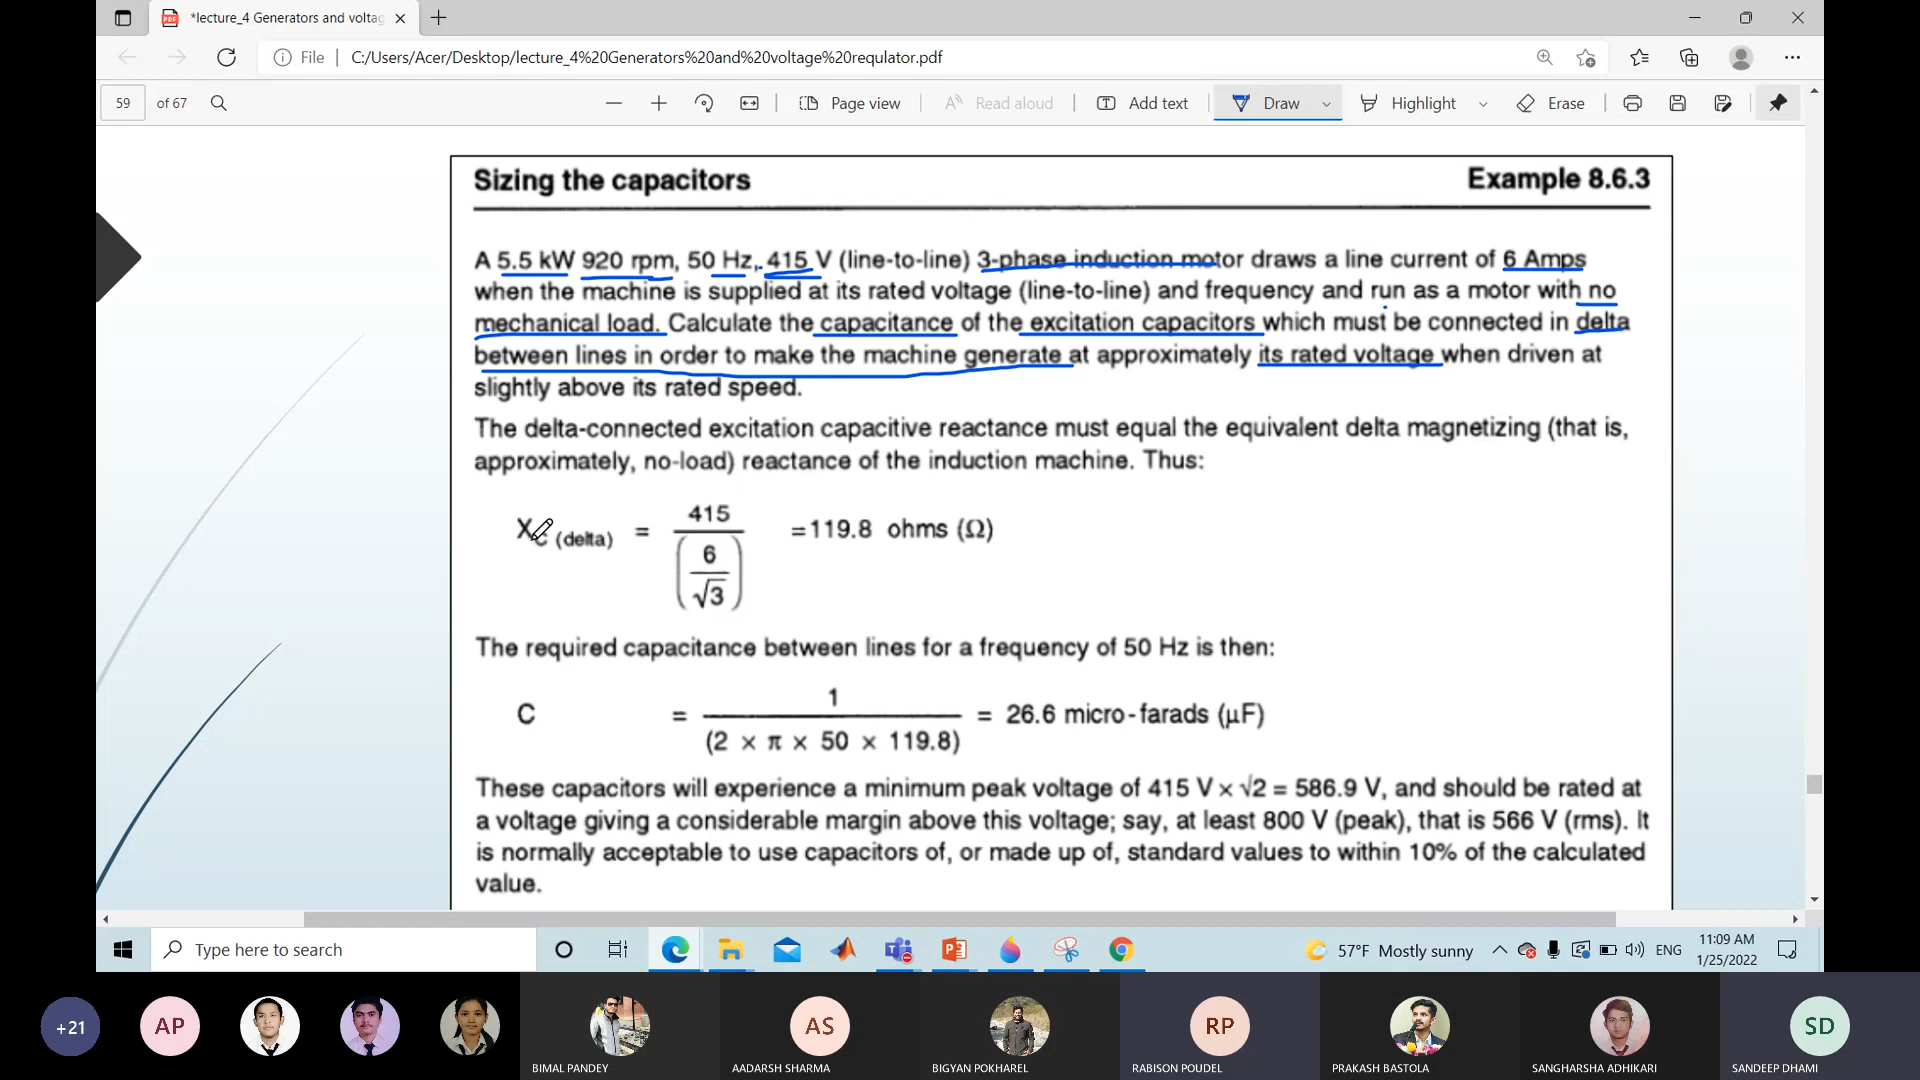 *lecture_4 Generators and voltag
File
C:/Users/Acer/Desktop/lecture_4%20Generators%20and%20voltage%20requlator.pdf
59 of 67
Page view
Read aloud
Add text
Draw
Highlight
Erase
Sizing the capacitors
Example 8.6.3
A 5.5 kW 920 rpm, 50 Hz, 415 V (line-to-line) 3-phase induction motor draws a line current of 6 Amps
when the machine is supplied at its rated voltage (line-to-line) and frequency and run as a motor with no
mechanical load. Calculate the capacitance of the excitation capacitors which must be connected in delta
between lines in order to make the machine generate at approximately its rated voltage when driven at
slightly above its rated speed.
The delta-connected excitation capacitive reactance must equal the equivalent delta magnetizing (that is,
approximately, no-load) reactance of the induction machine. Thus:
XC (delta) = 415 / (6 / √3) =119.8 ohms (Ω)
The required capacitance between lines for a frequency of 50 Hz is then:
C = 1 / (2 × π × 50 × 119.8) = 26.6 micro-farads (µF)
These capacitors will experience a minimum peak voltage of 415 V × √2 = 586.9 V, and should be rated at
a voltage giving a considerable margin above this voltage; say, at least 800 V (peak), that is 566 V (rms). It
is normally acceptable to use capacitors of, or made up of, standard values to within 10% of the calculated
value.
Type here to search
57°F Mostly sunny
ENG
11:09 AM
1/25/2022
+21
AP
AS
RP
SD
BIMAL PANDEY
AADARSH SHARMA
BIGYAN POKHAREL
RABISON POUDEL
PRAKASH BASTOLA
SANGHARSHA ADHIKARI
SANDEEP DHAMI